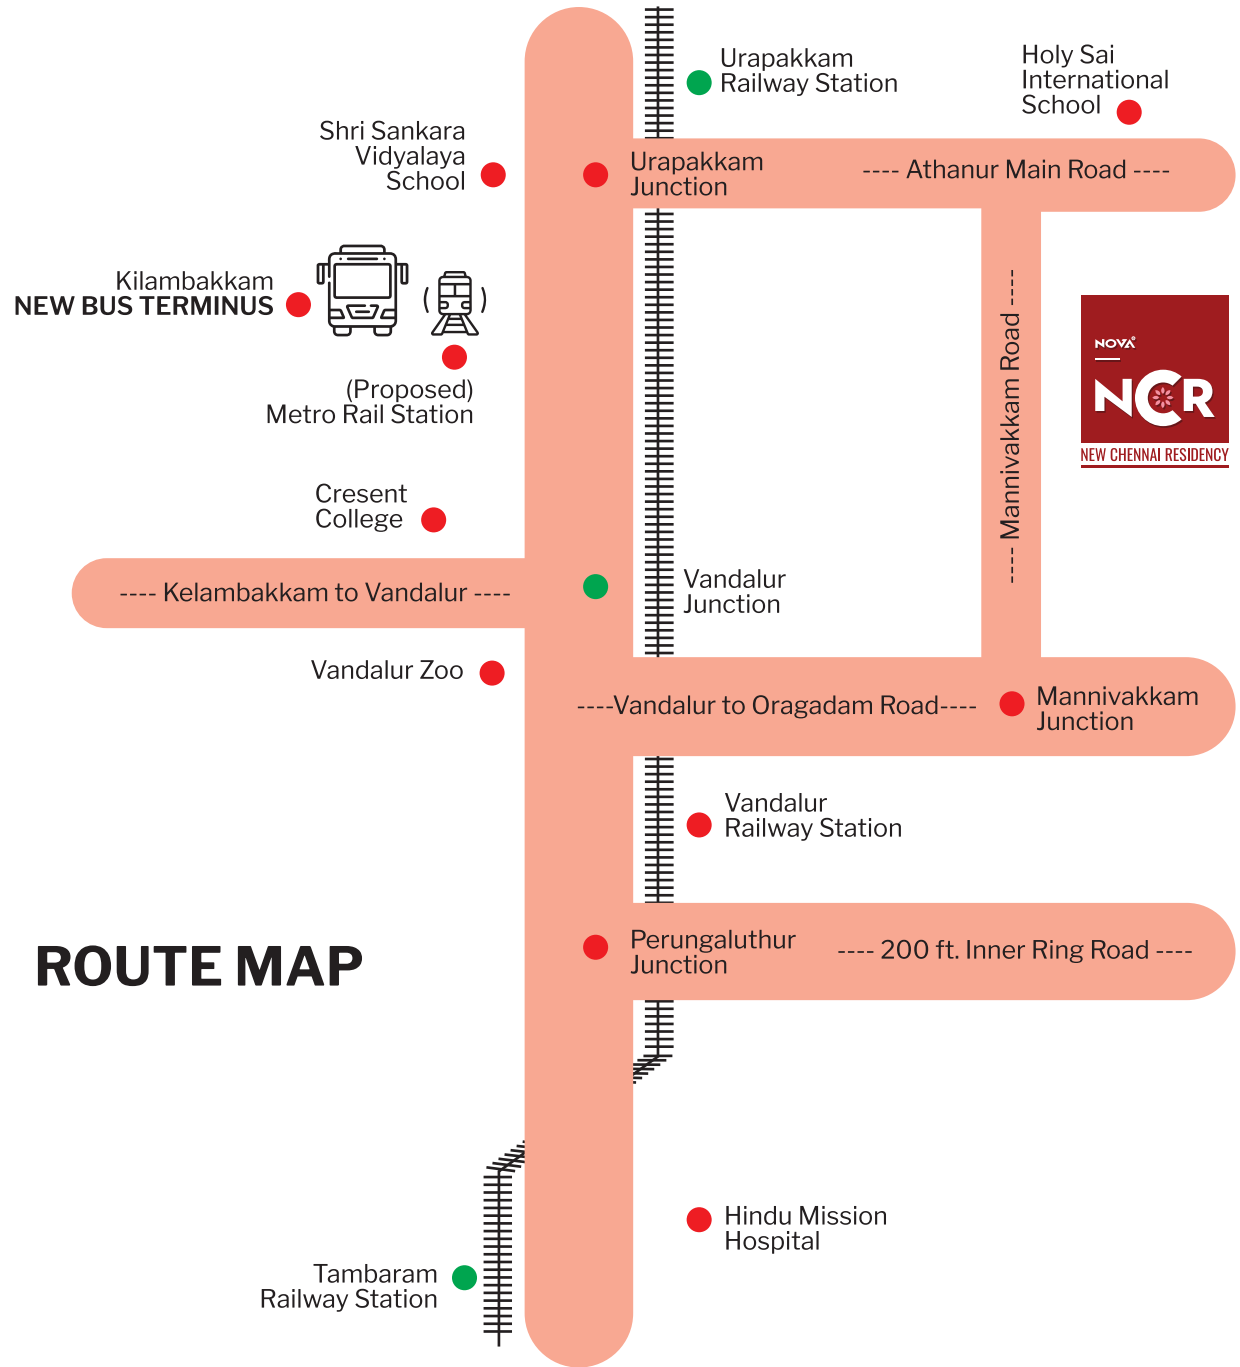 Urapakkam
Railway Station
Holy Sai
International
School
Shri Sankara
Vidyalaya
School
Urapakkam
Junction
---- Athanur Main Road ----
Kilambakkam
NEW BUS TERMINUS
(Proposed)
Metro Rail Station
---- Mannivakkam Road ----
NOVA
NCR
NEW CHENNAI RESIDENCY
Cresent
College
---- Kelambakkam to Vandalur ----
Vandalur
Junction
Vandalur Zoo
----Vandalur to Oragadam Road----
Mannivakkam
Junction
Vandalur
Railway Station
ROUTE MAP
Perungaluthur
Junction
---- 200 ft. Inner Ring Road ----
Hindu Mission
Hospital
Tambaram
Railway Station